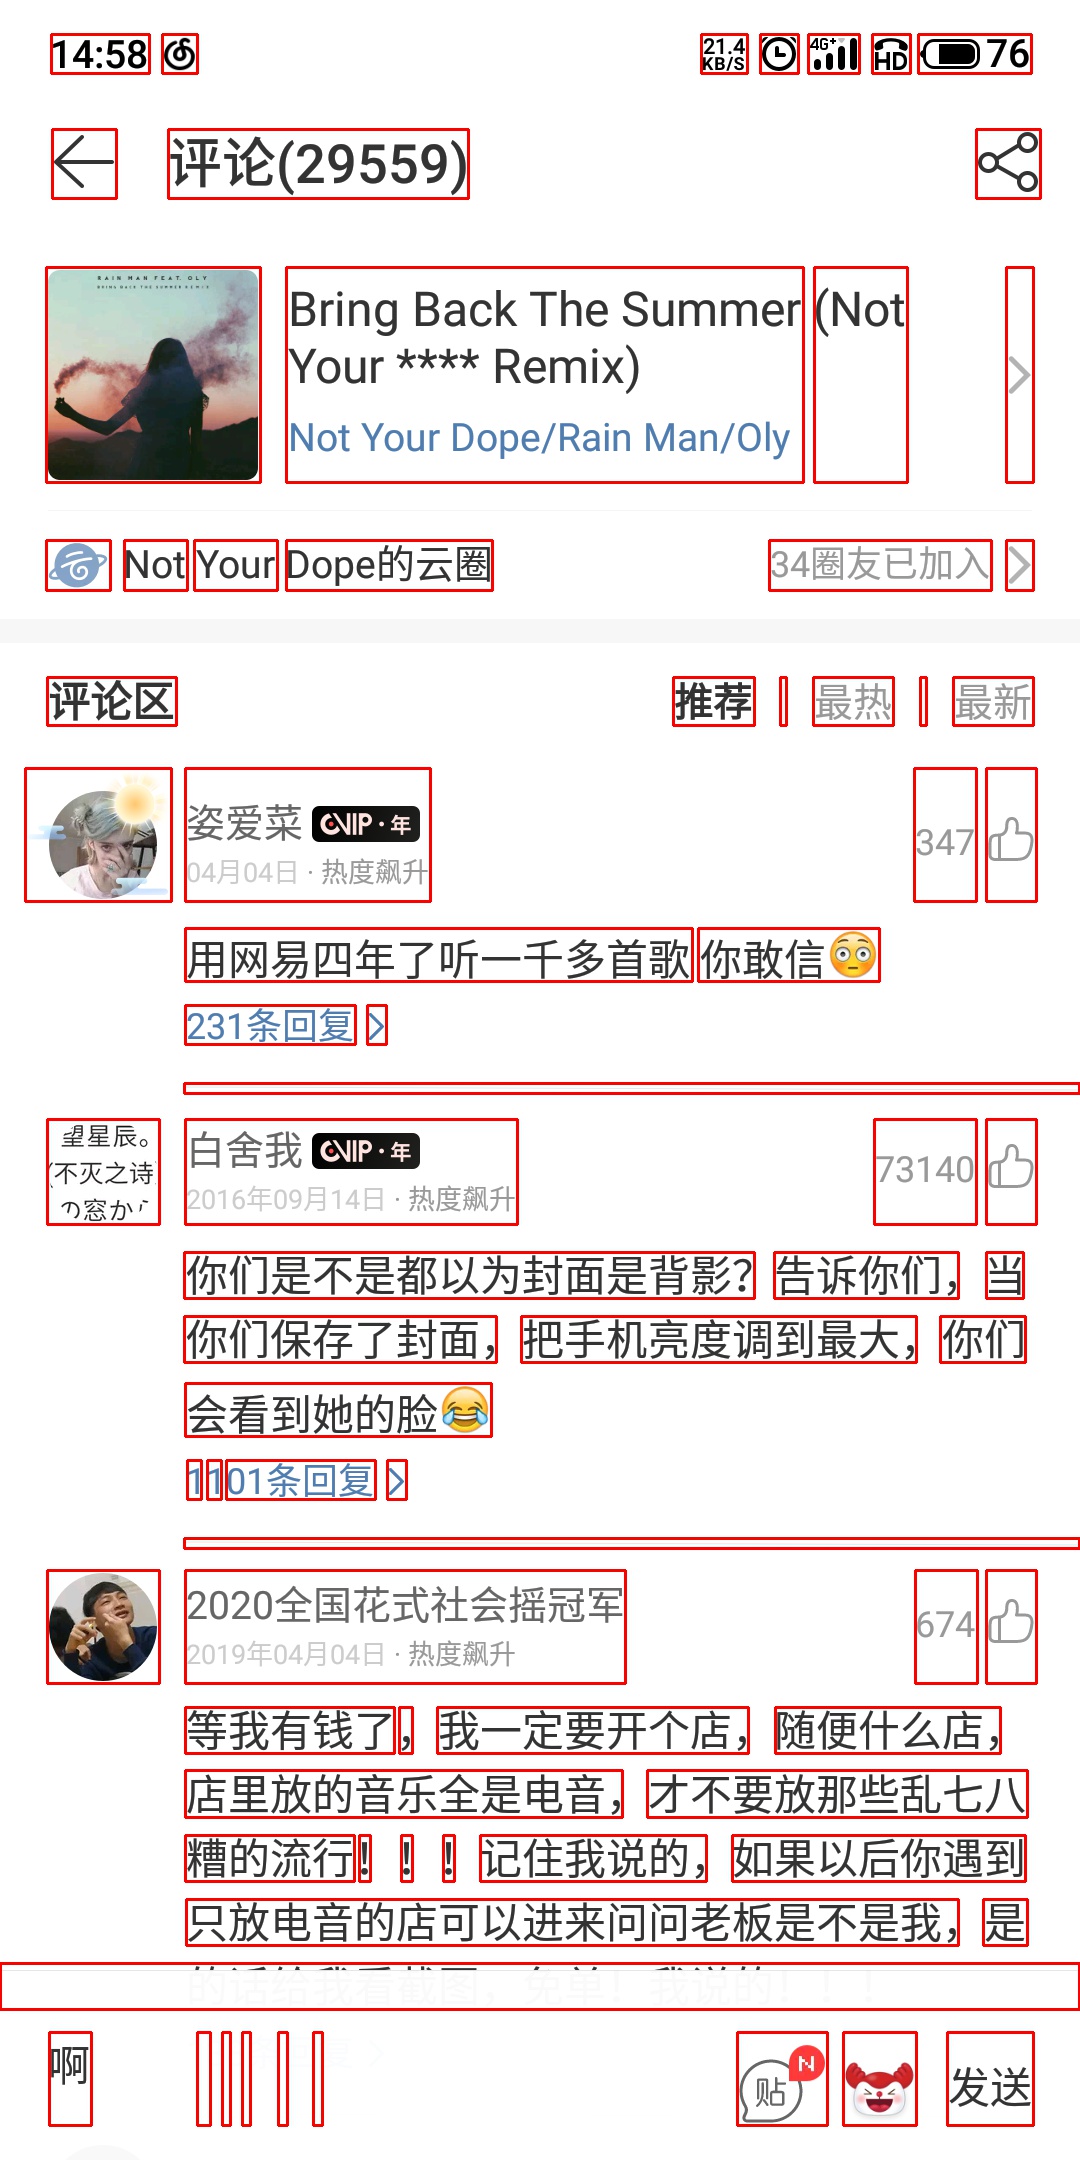 14:58 21.4 KB/S 4G+ HD 76
评论(29559)
RAIN MAN FEAT. OLY
BRING BACK THE SUMMER REMIX
Bring Back The Summer (Not
Your **** Remix)
Not Your Dope/Rain Man/Oly
Not Your Dope的云圈 34圈友已加入
评论区 推荐 最热 最新
姿爱菜 CVIP·年 347
04月04日 · 热度飙升
用网易四年了听一千多首歌 你敢信😳
231条回复
望星辰。
(不灭之诗
の窓から
白舍我 CVIP·年 73140
2016年09月14日 · 热度飙升
你们是不是都以为封面是背影？告诉你们，当
你们保存了封面，把手机亮度调到最大，你们
会看到她的脸😂
1101条回复
2020全国花式社会摇冠军 674
2019年04月04日 · 热度飙升
等我有钱了，我一定要开个店，随便什么店，
店里放的音乐全是电音，才不要放那些乱七八
糟的流行！！！记住我说的，如果以后你遇到
只放电音的店可以进来问问老板是不是我，是
的话给我看截图，免单！我说的！！！
啊 贴 N 发送